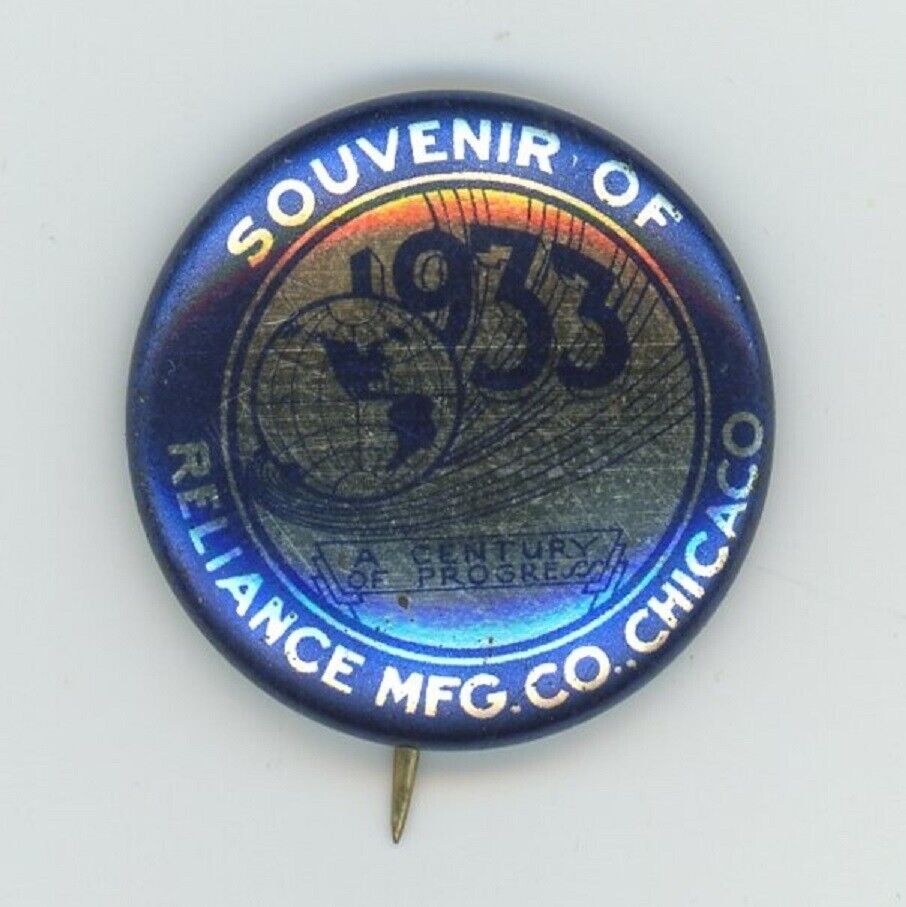 SOUVENIR OF
1933
A CENTURY
OF PROGRESS
RELIANCE MFG. CO., CHICAGO